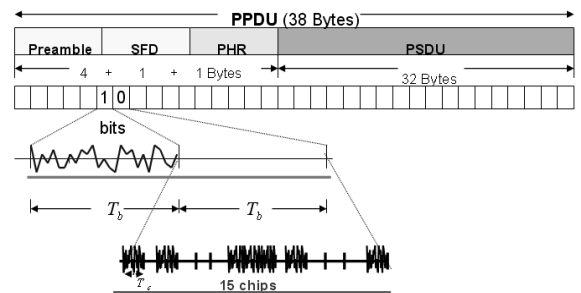 PPDU (38 Bytes)
Preamble SFD PHR PSDU
4 + 1 + 1 Bytes 32 Bytes
1 0
bits
T_b T_b
T_c
15 chips